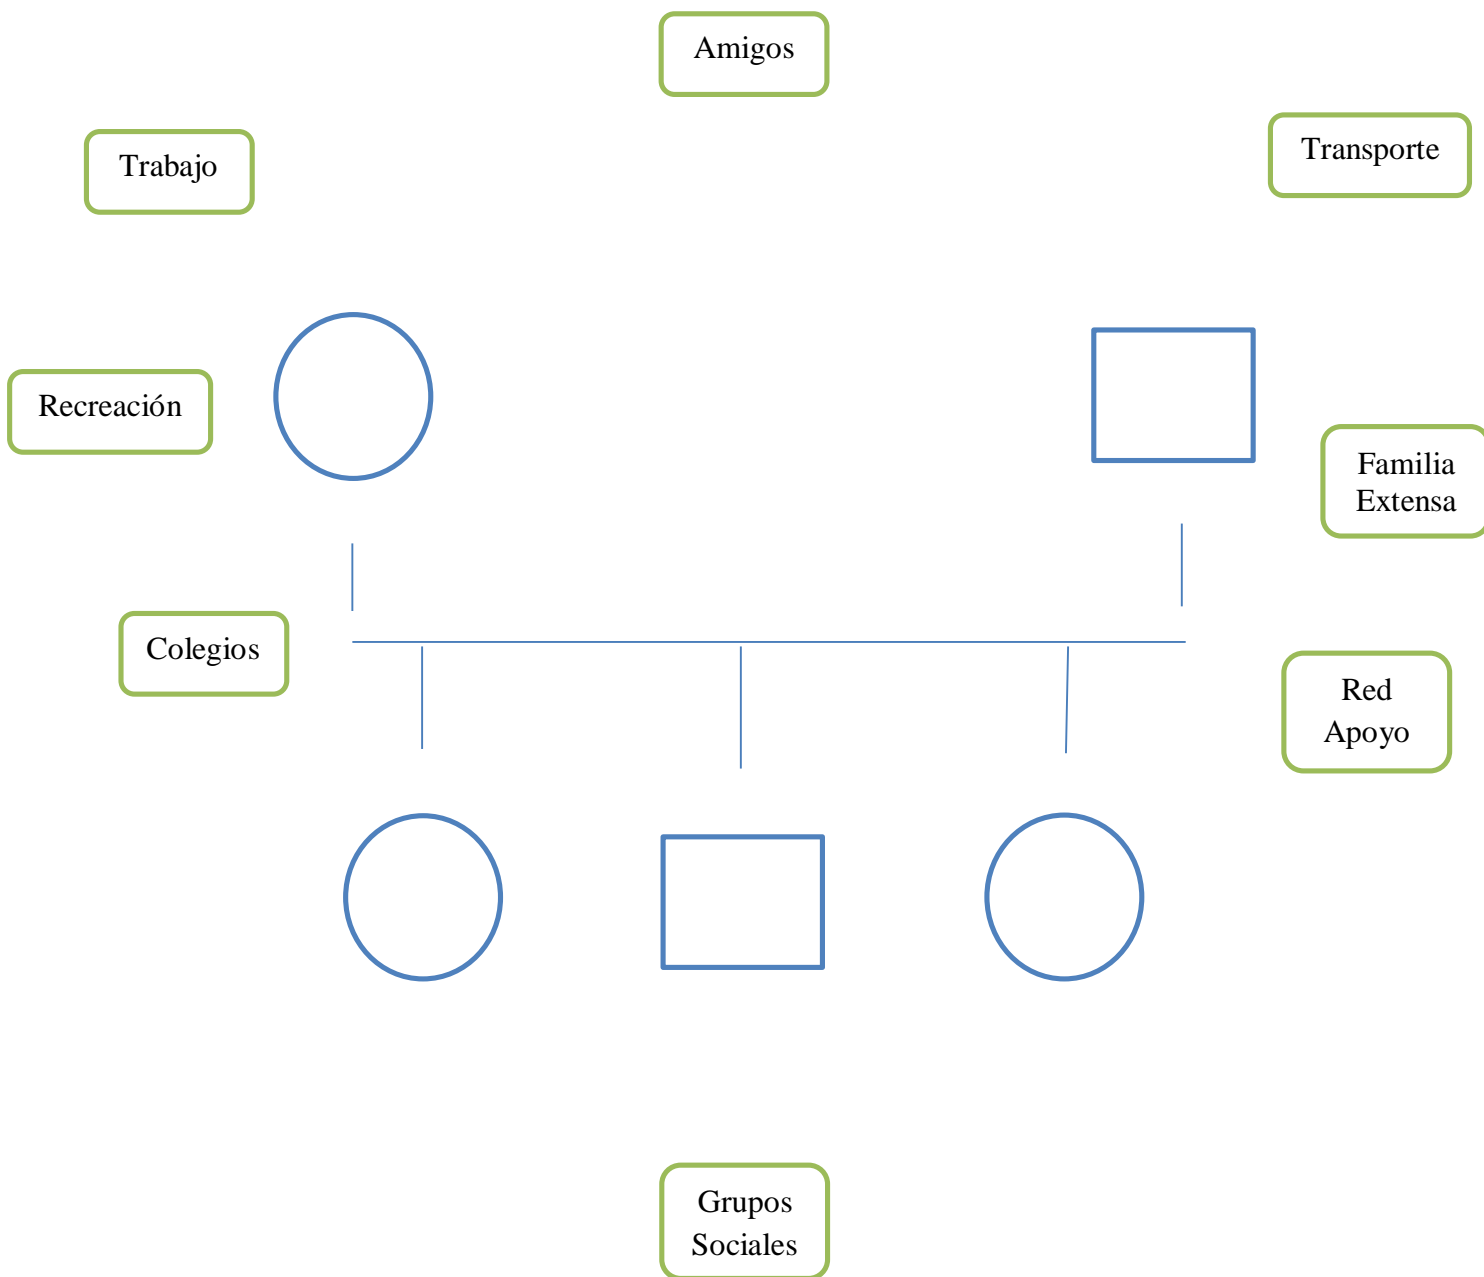 Amigos
Transporte
Trabajo
Recreación
Familia
Extensa
Colegios
Red
Apoyo
Grupos
Sociales